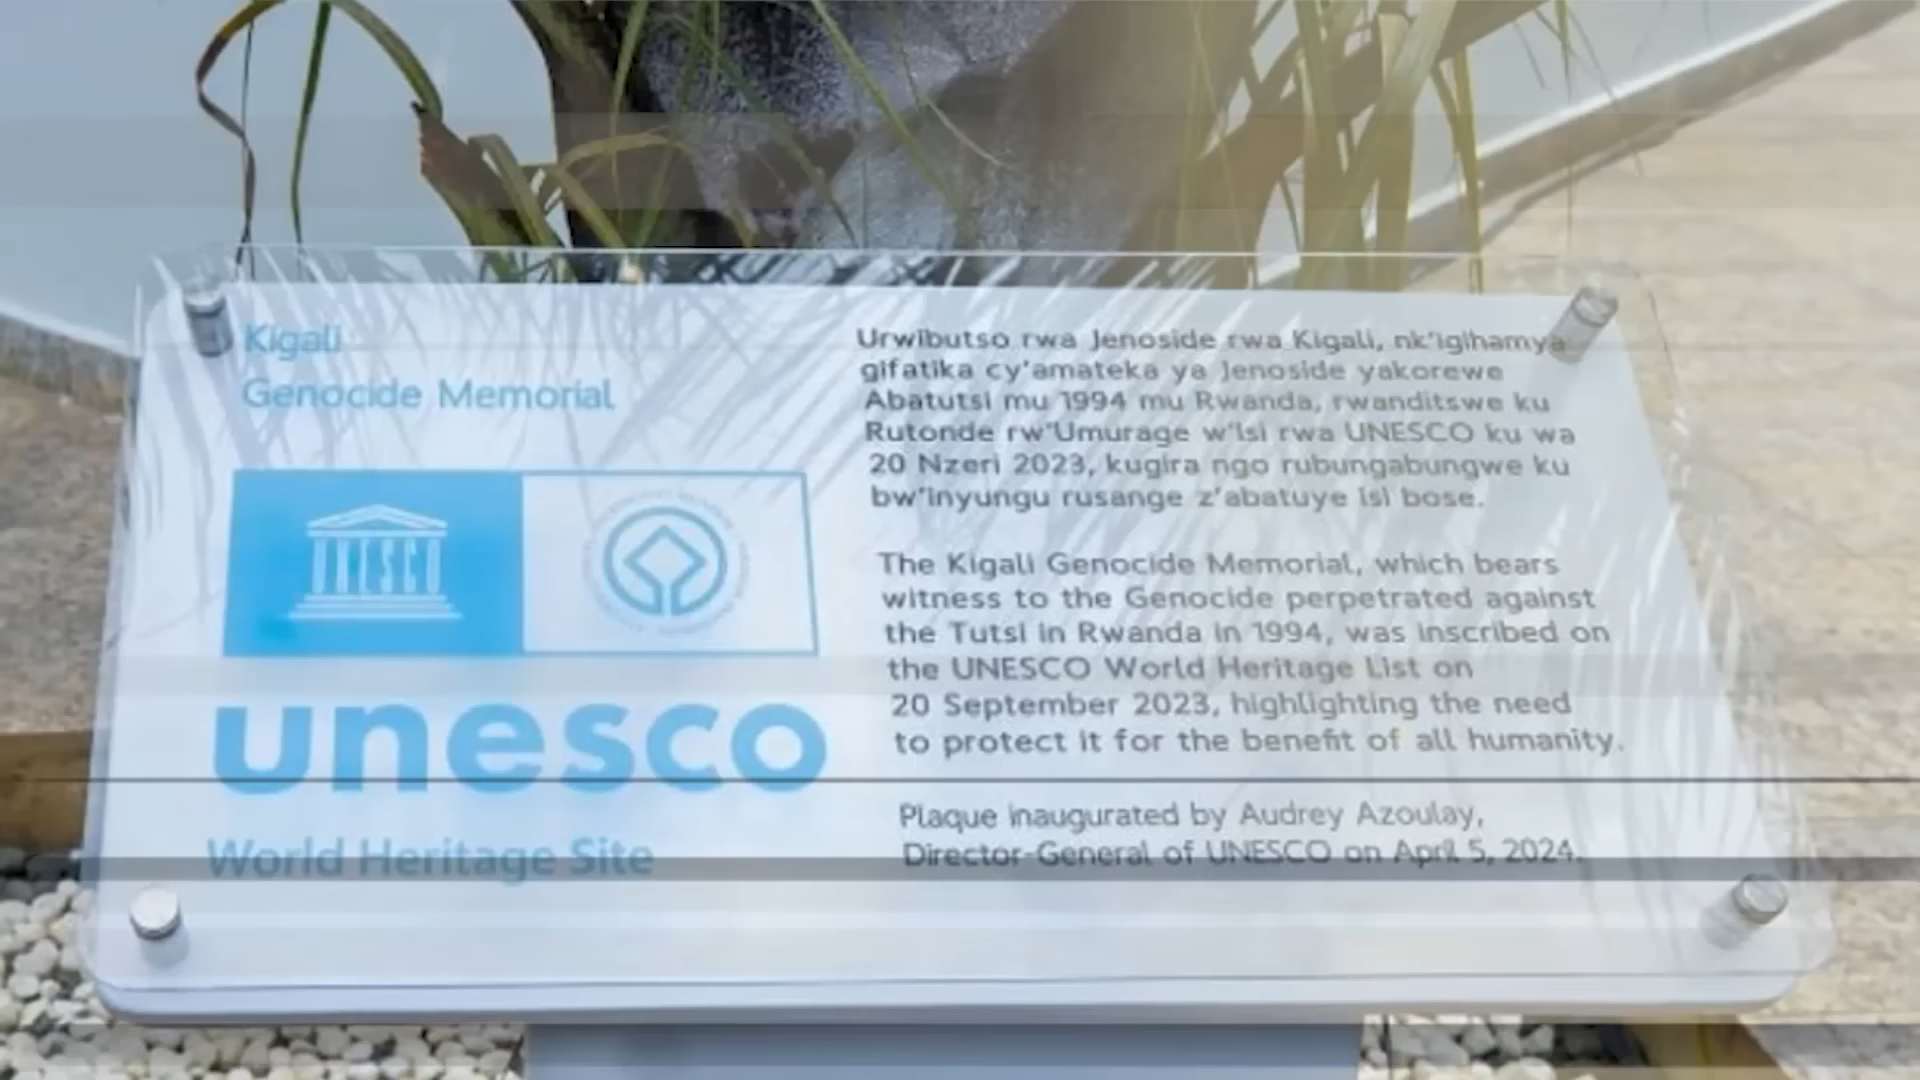 Kigali
Genocide Memorial
UNESCO
unesco
World Heritage Site
Urwibutso rwa Jenoside rwa Kigali, nk'igihamya
gifatika cy'amateka ya Jenoside yakorewe
Abatutsi mu 1994 mu Rwanda, rwanditswe ku
Rutonde rw'Umurage w'Isi rwa UNESCO ku wa
20 Nzeri 2023, kugira ngo rubungabungwe ku
bw'inyungu rusange z'abatuye isi bose.
The Kigali Genocide Memorial, which bears
witness to the Genocide perpetrated against
the Tutsi in Rwanda in 1994, was inscribed on
the UNESCO World Heritage List on
20 September 2023, highlighting the need
to protect it for the benefit of all humanity.
Plaque inaugurated by Audrey Azoulay,
Director-General of UNESCO on April 5, 2024.